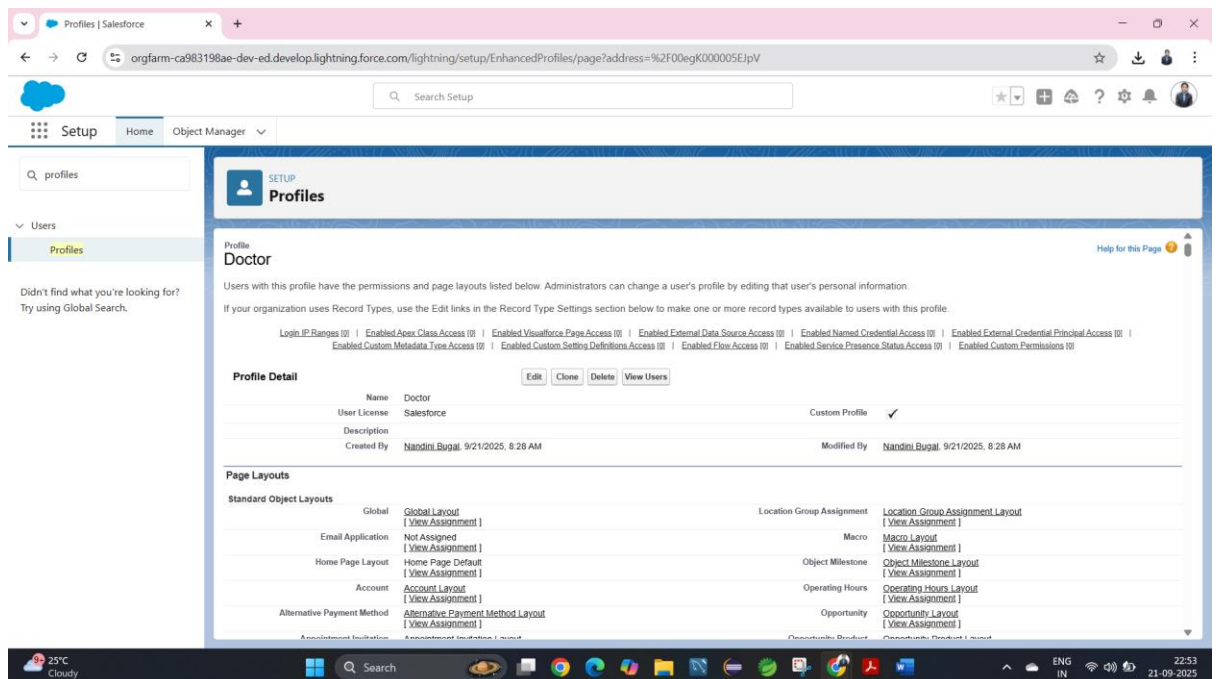 Profiles | Salesforce
orgfarm-ca983198ae-dev-ed.develop.lightning.force.com/lightning/setup/EnhancedProfiles/page?address=%2F00egK000005EJpV
Search Setup
Setup Home Object Manager
profiles
Users
Profiles
Didn't find what you're looking for?
Try using Global Search.
SETUP
Profiles
Profile
Doctor
Help for this Page
Users with this profile have the permissions and page layouts listed below. Administrators can change a user's profile by editing that user's personal information.
If your organization uses Record Types, use the Edit links in the Record Type Settings section below to make one or more record types available to users with this profile.
Login IP Ranges [0] | Enabled Apex Class Access [0] | Enabled Visualforce Page Access [0] | Enabled External Data Source Access [0] | Enabled Named Credential Access [0] | Enabled External Credential Principal Access [0] |
Enabled Custom Metadata Type Access [0] | Enabled Custom Setting Definitions Access [0] | Enabled Flow Access [0] | Enabled Service Presence Status Access [0] | Enabled Custom Permissions [0]
Profile Detail Edit Clone Delete View Users
Name Doctor
User License Salesforce Custom Profile ✓
Description
Created By Nandini Bugal, 9/21/2025, 8:28 AM Modified By Nandini Bugal, 9/21/2025, 8:28 AM
Page Layouts
Standard Object Layouts
Global Global Layout Location Group Assignment Location Group Assignment Layout
[ View Assignment ] [ View Assignment ]
Email Application Not Assigned Macro Macro Layout
[ View Assignment ] [ View Assignment ]
Home Page Layout Home Page Default Object Milestone Object Milestone Layout
[ View Assignment ] [ View Assignment ]
Account Account Layout Operating Hours Operating Hours Layout
[ View Assignment ] [ View Assignment ]
Alternative Payment Method Alternative Payment Method Layout Opportunity Opportunity Layout
[ View Assignment ] [ View Assignment ]
Appointment Invitation Appointment Invitation Layout Opportunity Product Opportunity Product Layout
9+ 25°C Search ENG 22:53
Cloudy IN 21-09-2025